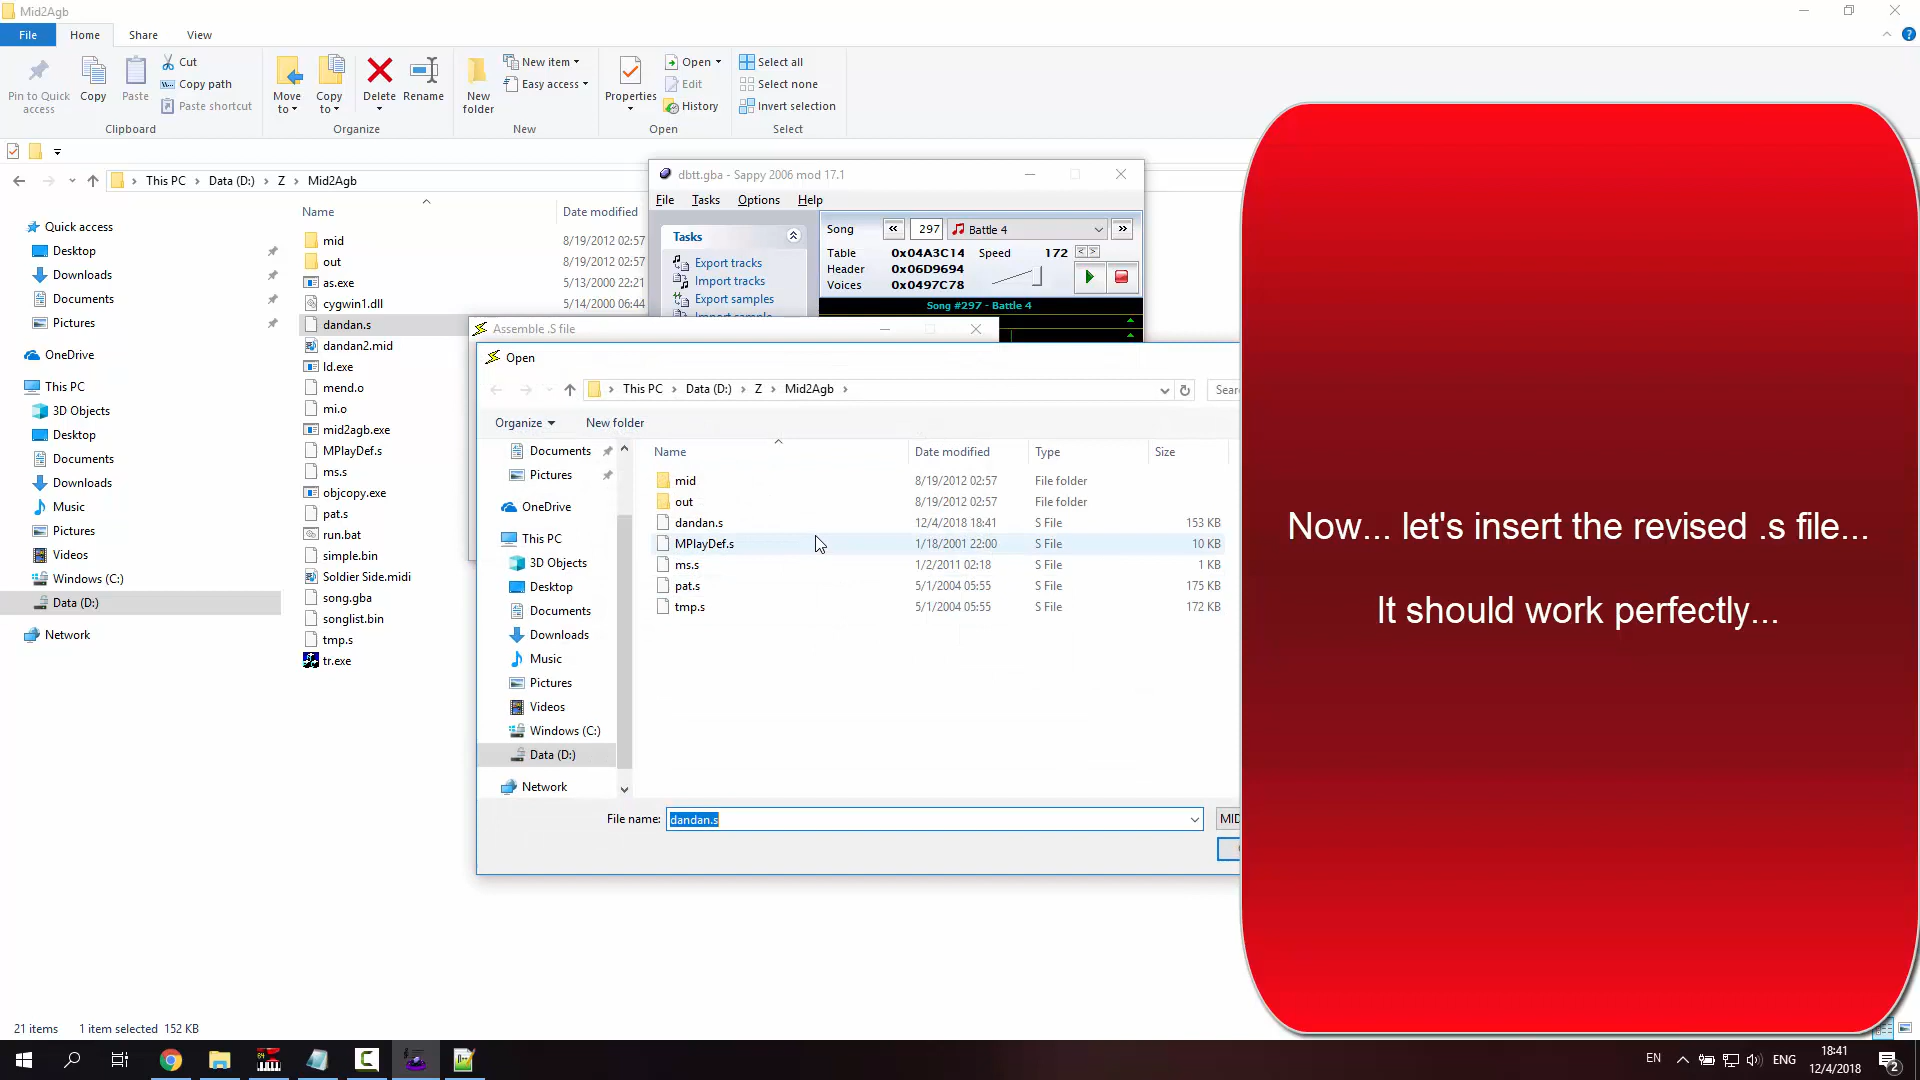 Mid2Agb
File
Home
Share
View
Pin to Quick access
Copy
Paste
Cut
Copy path
Paste shortcut
Clipboard
Move to
Copy to
Delete
Rename
Organize
New folder
New item
Easy access
New
Properties
Open
Edit
History
Open
Select all
Select none
Invert selection
Select
This PC > Data (D:) > Z > Mid2Agb
Quick access
Desktop
Downloads
Documents
Pictures
OneDrive
This PC
3D Objects
Desktop
Documents
Downloads
Music
Pictures
Videos
Windows (C:)
Data (D:)
Network
Name Date modified
mid 8/19/2012 02:57
out 8/19/2012 02:57
as.exe 5/13/2000 22:21
cygwin1.dll 5/14/2000 06:44
dandan.s
dandan2.mid
ld.exe
mend.o
mi.o
mid2agb.exe
MPlayDef.s
ms.s
objcopy.exe
pat.s
run.bat
simple.bin
Soldier Side.midi
song.gba
songlist.bin
tmp.s
tr.exe
dbtt.gba - Sappy 2006 mod 17.1
File Tasks Options Help
Tasks
Export tracks
Import tracks
Export samples
Song 297 Battle 4
Table 0x04A3C14 Speed 172
Header 0x06D9694
Voices 0x0497C78
Song #297 - Battle 4
Assemble .S file
Open
This PC > Data (D:) > Z > Mid2Agb >
Organize
New folder
Documents
Pictures
OneDrive
This PC
3D Objects
Desktop
Documents
Downloads
Music
Pictures
Videos
Windows (C:)
Data (D:)
Network
Name Date modified Type Size
mid 8/19/2012 02:57 File folder
out 8/19/2012 02:57 File folder
dandan.s 12/4/2018 18:41 S File 153 KB
MPlayDef.s 1/18/2001 22:00 S File 10 KB
ms.s 1/2/2011 02:18 S File 1 KB
pat.s 5/1/2004 05:55 S File 175 KB
tmp.s 5/1/2004 05:55 S File 172 KB
File name: dandan.s
Now... let's insert the revised .s file...
It should work perfectly...
21 items 1 item selected 152 KB
EN
ENG
18:41
12/4/2018
2